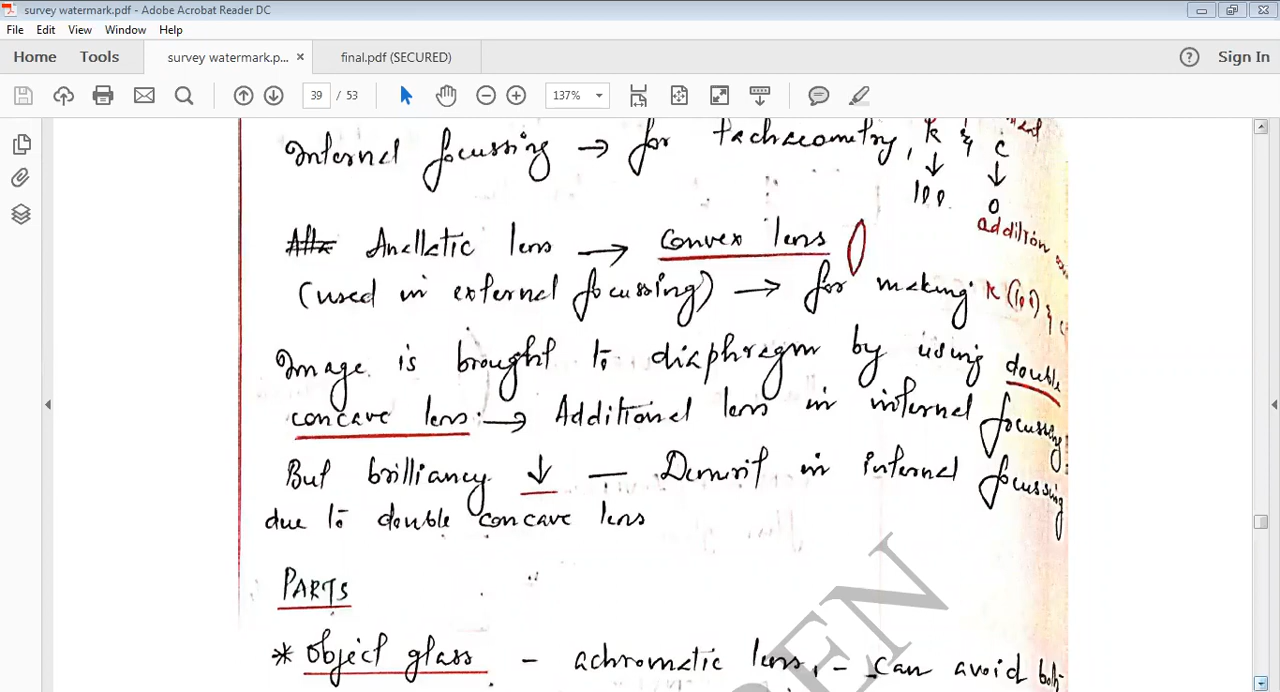 survey watermark.pdf - Adobe Acrobat Reader DC
File Edit View Window Help
Home Tools survey watermark.p... × final.pdf (SECURED) Sign In
39 / 53 137%
Internal focussing → for tachaeometry, K & C
↓ ↓
100 0
addition
Anallatic lens → Convex lens
(used in external focussing) → for making K (100) &
Image is brought to diaphragm by using double
concave lens → Additional lens in internal focussing
But brilliancy ↓ — Demerit in internal focussing
due to double concave lens
PARTS
* Object glass - achromatic lens, - can avoid both
EEN